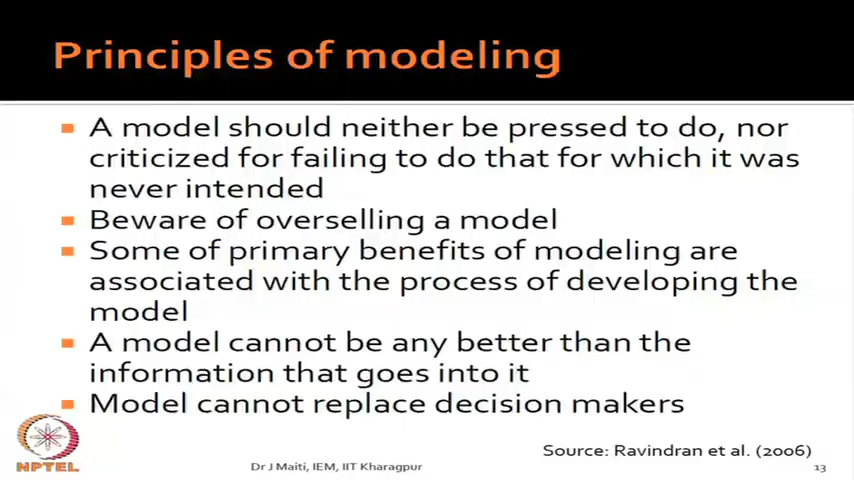 Principles of modeling
A model should neither be pressed to do, nor
criticized for failing to do that for which it was
never intended
Beware of overselling a model
Some of primary benefits of modeling are
associated with the process of developing the
model
A model cannot be any better than the
information that goes into it
Model cannot replace decision makers
Source: Ravindran et al. (2006)
NPTEL
Dr J Maiti, IEM, IIT Kharagpur
13